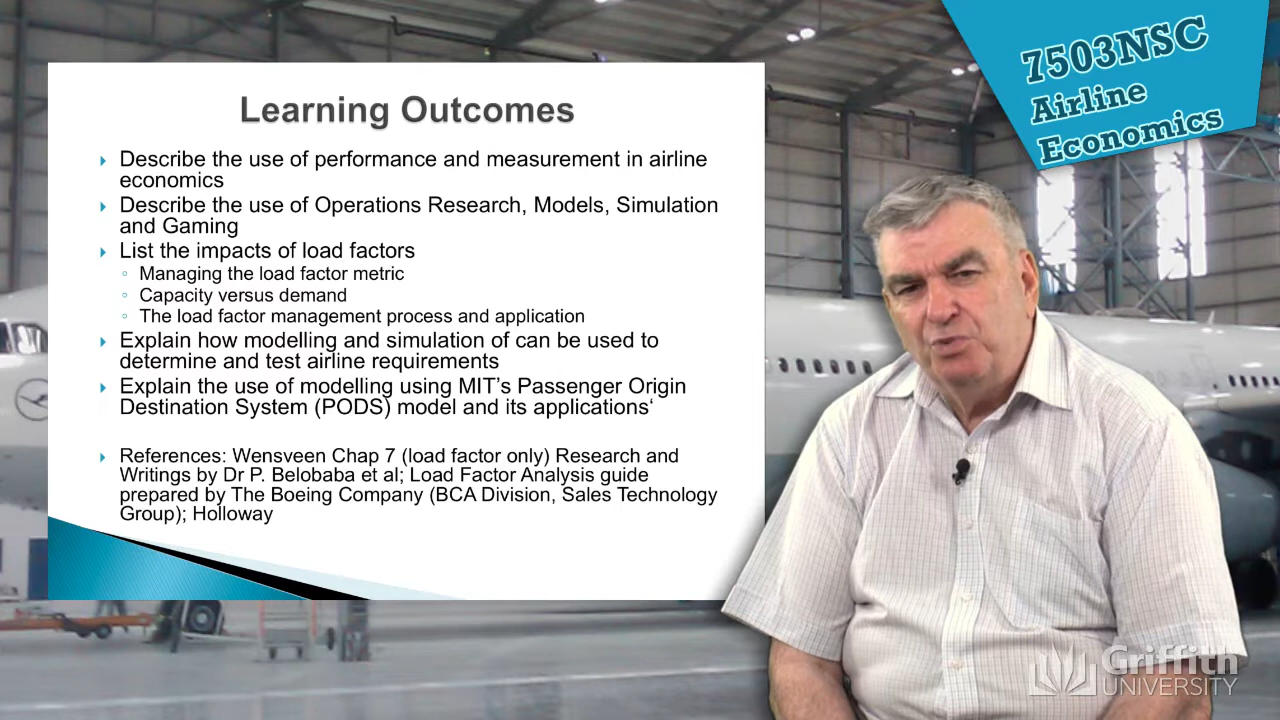 7503NSC
Airline
Economics
Learning Outcomes
Describe the use of performance and measurement in airline
economics
Describe the use of Operations Research, Models, Simulation
and Gaming
List the impacts of load factors
Managing the load factor metric
Capacity versus demand
The load factor management process and application
Explain how modelling and simulation of can be used to
determine and test airline requirements
Explain the use of modelling using MIT's Passenger Origin
Destination System (PODS) model and its applications‘
References: Wensveen Chap 7 (load factor only) Research and
Writings by Dr P. Belobaba et al; Load Factor Analysis guide
prepared by The Boeing Company (BCA Division, Sales Technology
Group); Holloway
Griffith
UNIVERSITY